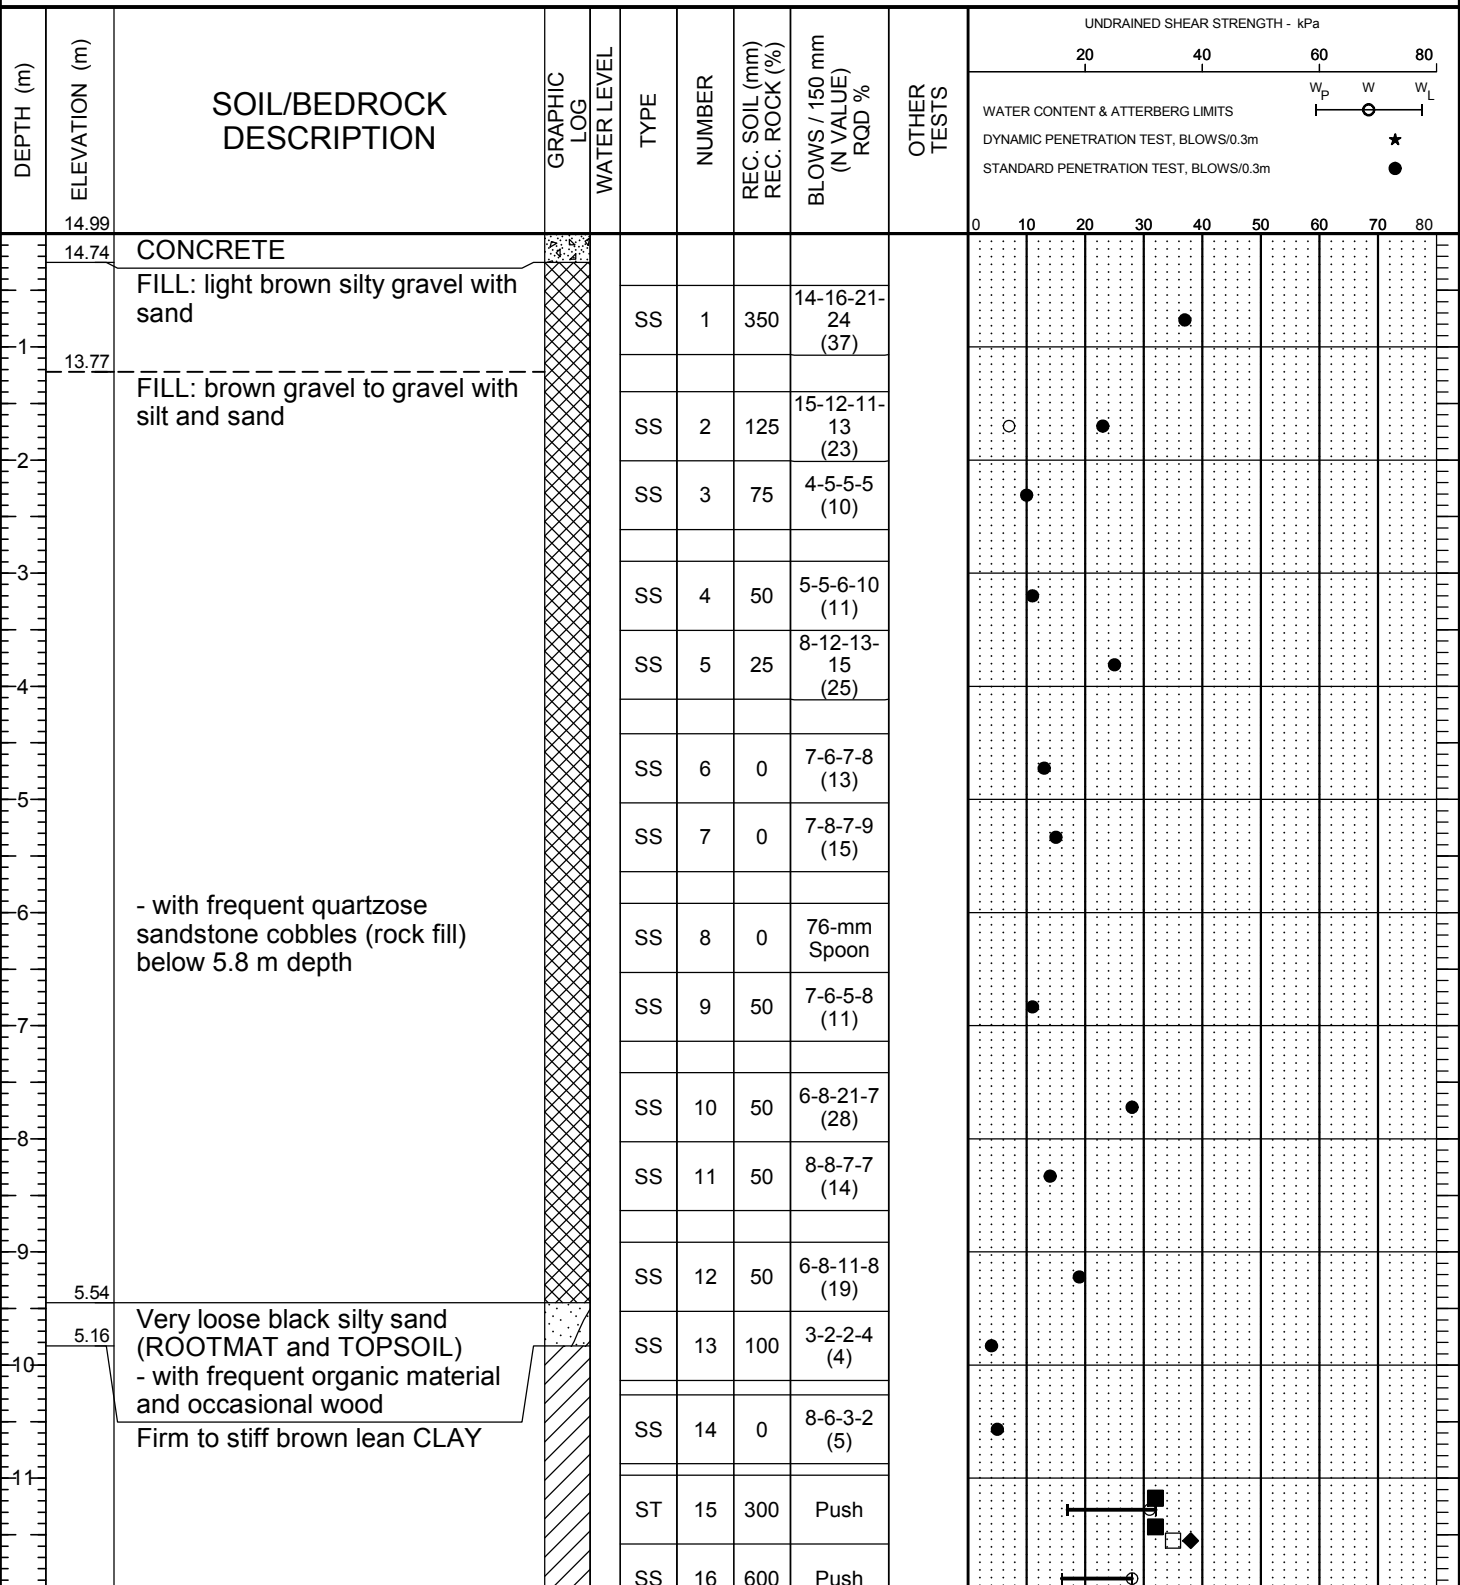 DEPTH (m)
ELEVATION (m)
SOIL/BEDROCK
DESCRIPTION
GRAPHIC
LOG
WATER LEVEL
TYPE
NUMBER
REC. SOIL (mm)
REC. ROCK (%)
BLOWS / 150 mm
(N VALUE)
RQD %
OTHER
TESTS
UNDRAINED SHEAR STRENGTH - kPa
20 40 60 80
WP W WL
WATER CONTENT & ATTERBERG LIMITS
DYNAMIC PENETRATION TEST, BLOWS/0.3m
STANDARD PENETRATION TEST, BLOWS/0.3m
0 10 20 30 40 50 60 70 80
14.99
14.74 CONCRETE
FILL: light brown silty gravel with
sand
SS 1 350 14-16-21-
24
(37)
1
13.77
FILL: brown gravel to gravel with
silt and sand
SS 2 125 15-12-11-
13
(23)
2
SS 3 75 4-5-5-5
(10)
3
SS 4 50 5-5-6-10
(11)
SS 5 25 8-12-13-
15
(25)
4
SS 6 0 7-6-7-8
(13)
5
SS 7 0 7-8-7-9
(15)
6
- with frequent quartzose
sandstone cobbles (rock fill)
below 5.8 m depth
SS 8 0 76-mm
Spoon
SS 9 50 7-6-5-8
(11)
7
SS 10 50 6-8-21-7
(28)
8
SS 11 50 8-8-7-7
(14)
9
SS 12 50 6-8-11-8
(19)
5.54
Very loose black silty sand
5.16 (ROOTMAT and TOPSOIL)
- with frequent organic material
and occasional wood
SS 13 100 3-2-2-4
(4)
10
Firm to stiff brown lean CLAY
SS 14 0 8-6-3-2
(5)
11
ST 15 300 Push
SS 16 600 Push